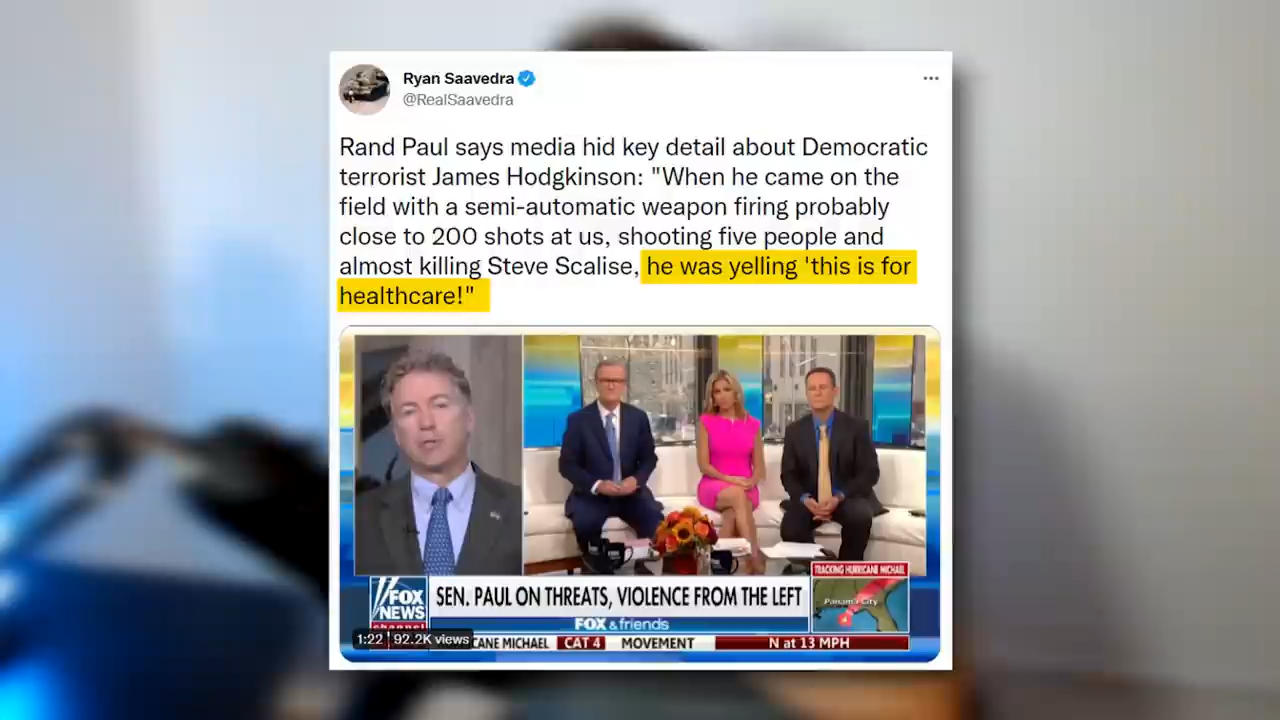 Ryan Saavedra
@RealSaavedra
Rand Paul says media hid key detail about Democratic
terrorist James Hodgkinson: "When he came on the
field with a semi-automatic weapon firing probably
close to 200 shots at us, shooting five people and
almost killing Steve Scalise, he was yelling 'this is for
healthcare!"
TRACKING HURRICANE MICHAEL
Panama City
FOX
NEWS
channel
SEN. PAUL ON THREATS, VIOLENCE FROM THE LEFT
FOX & friends
1:22 92.2K views
CANE MICHAEL CAT 4 MOVEMENT N at 13 MPH